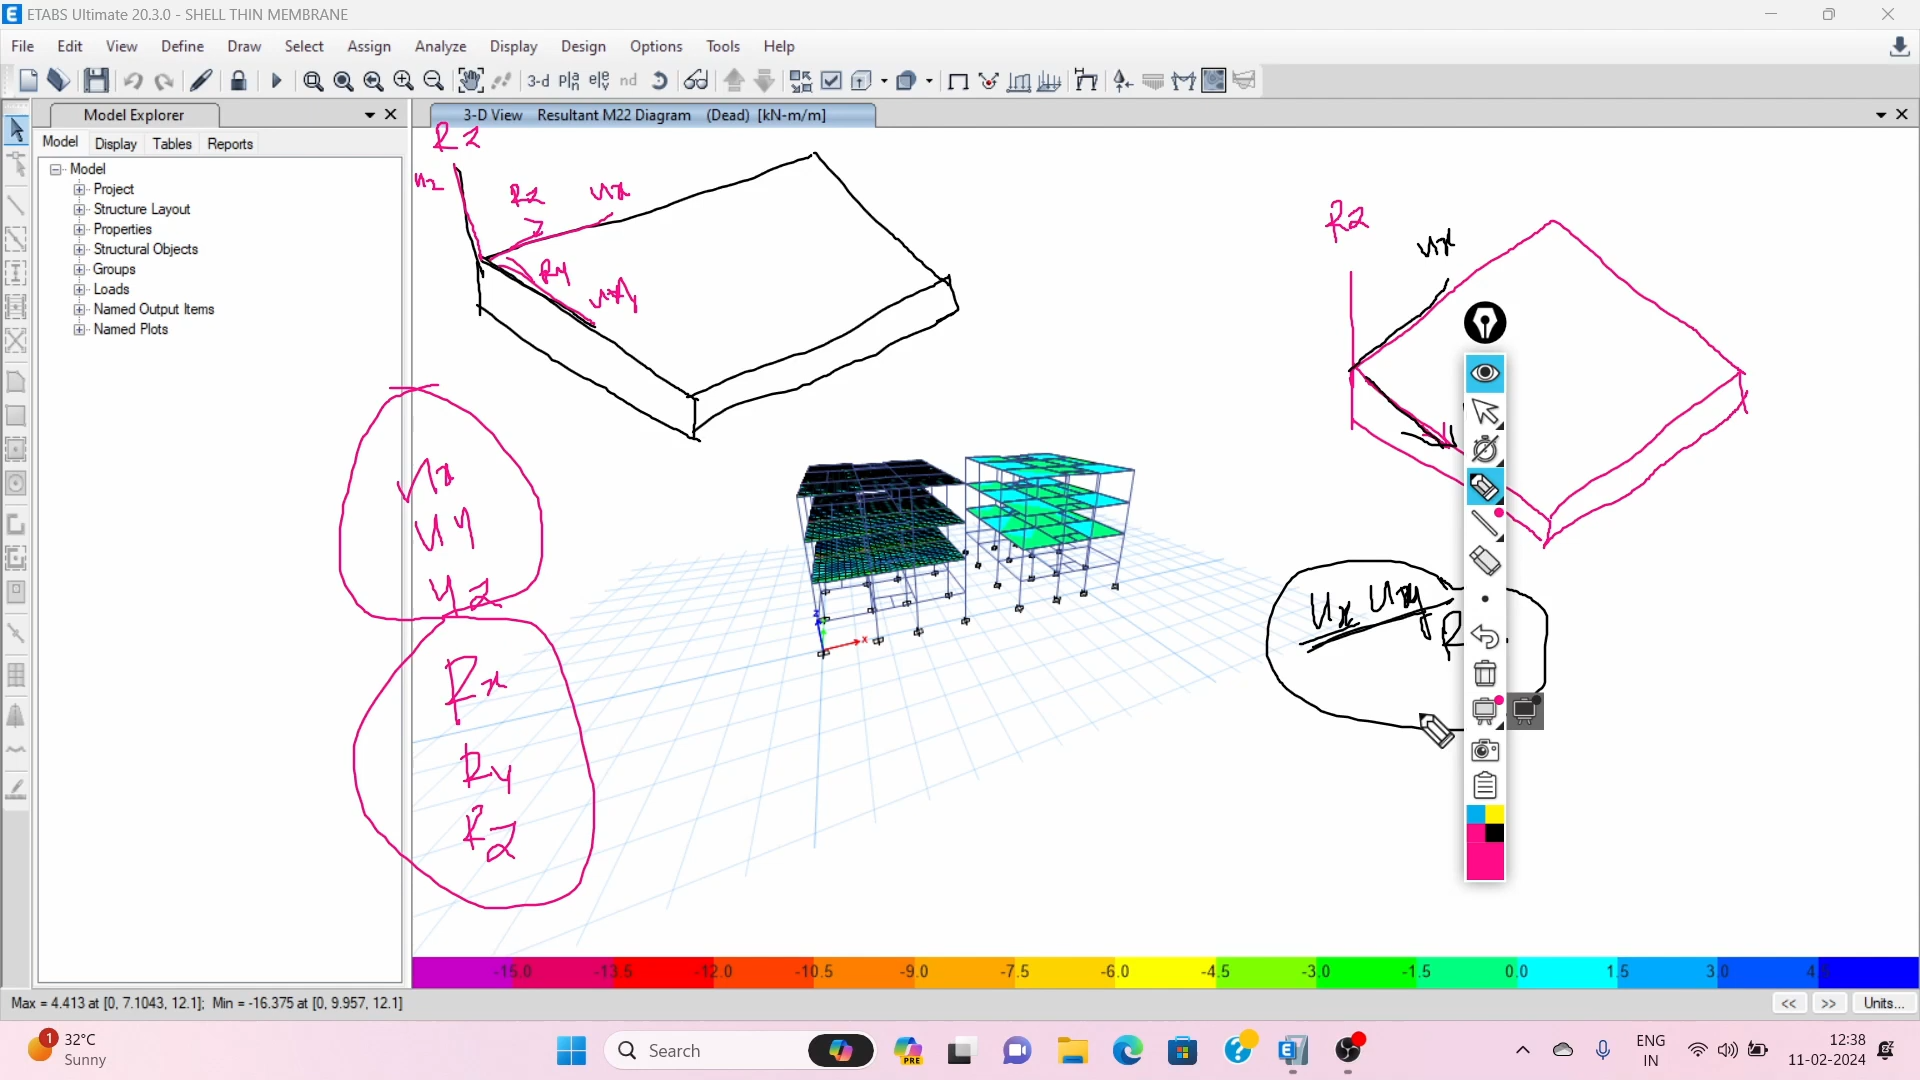 ETABS Ultimate 20.3.0 - SHELL THIN MEMBRANE
File Edit View Define Draw Select Assign Analyze Display Design Options Tools Help
3-d nd
Model Explorer
3-D View Resultant M22 Diagram (Dead) [kN-m/m]
Model Display Tables Reports
Model
Project
Structure Layout
Properties
Structural Objects
Groups
Loads
Named Output Items
Named Plots
Rz
Uz
Rz
Ux
Ry
Rz
Ux
Ux
Uy
Uz
Rx
Ry
Rz
Ux Uy
R
z
x
-15.0 -13.5 -12.0 -10.5 -9.0 -7.5 -6.0 -4.5 -3.0 -1.5 0.0 1.5 3.0
Max = 4.413 at [0, 7.1043, 12.1]; Min = -16.375 at [0, 9.957, 12.1]
<< >> Units...
1
32°C
Sunny
Search
PRE
ENG
IN
12:38
11-02-2024